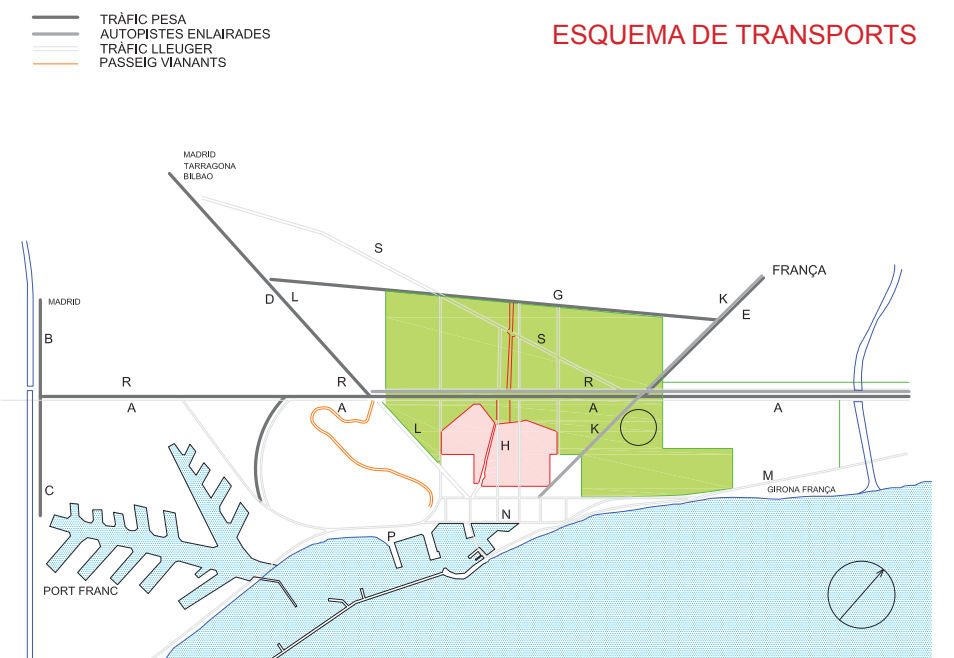 TRÀFIC PESA
AUTOPISTES ENLAIRADES
TRÀFIC LLEUGER
PASSEIG VIANANTS
ESQUEMA DE TRANSPORTS
MADRID
TARRAGONA
BILBAO
S
FRANÇA
D
L
G
K
E
MADRID
B
S
R
R
R
A
A
A
A
L
K
H
C
M
GIRONA FRANÇA
N
P
PORT FRANC